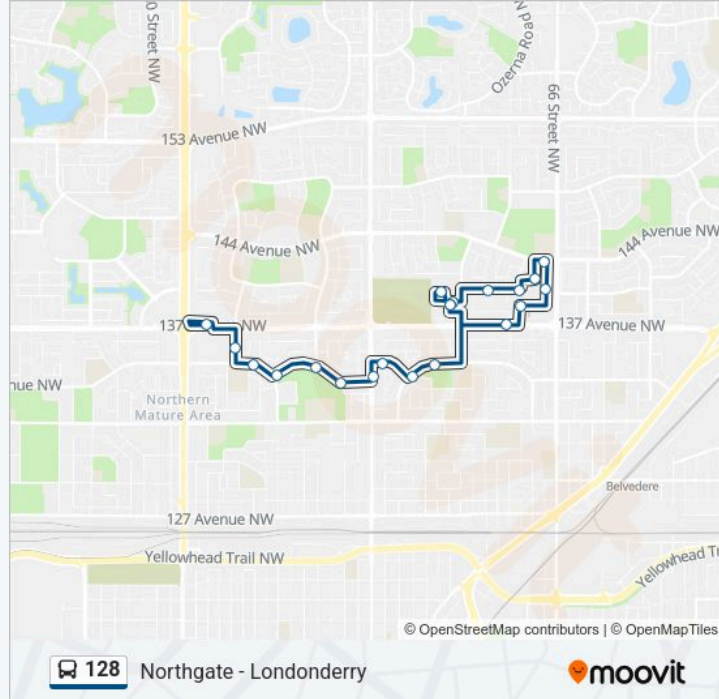 0 Street NW
Ozerna Road N
66 Street NW
153 Avenue NW
144 Avenue NW
144 Avenue NW
137
NW
137 Avenue NW
nue NW
Northern
Mature Area
Belvedere
127 Avenue NW
Yellowhead Trail NW
Yellowhead Tr
© OpenStreetMap contributors | © OpenMapTiles
128 Northgate - Londonderry
moovit